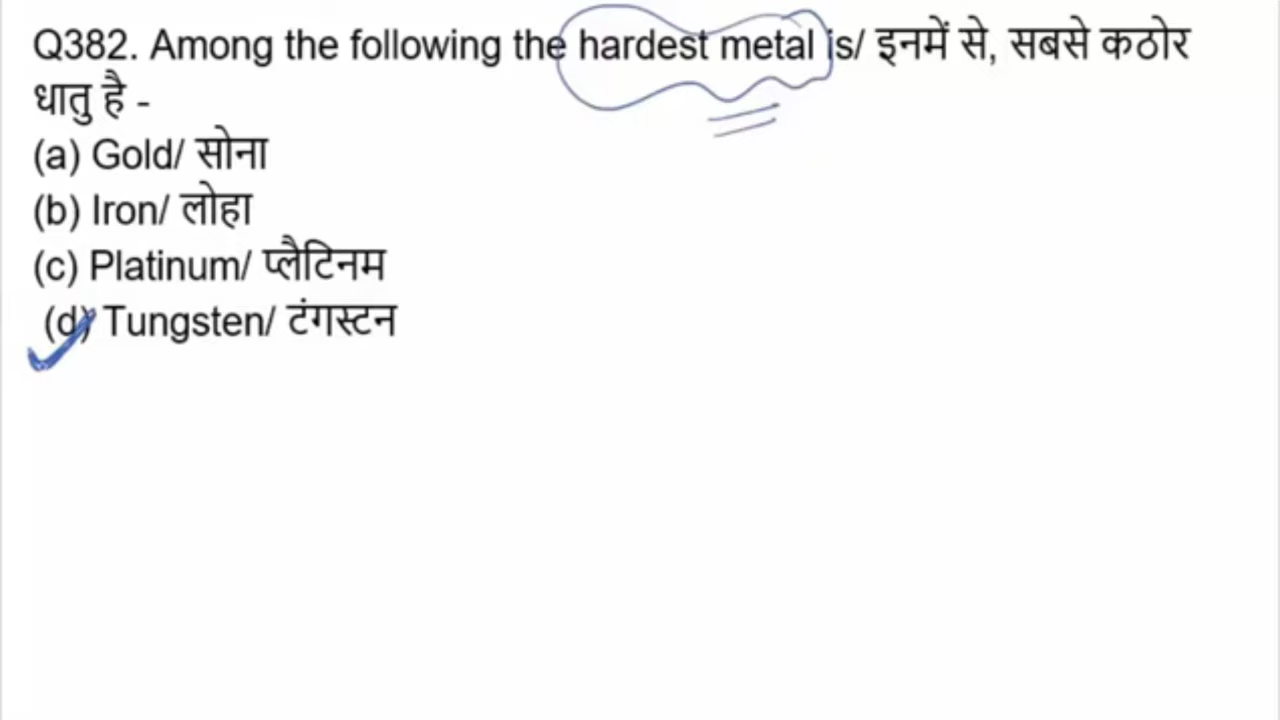 Q382. Among the following the hardest metal is/ इनमें से, सबसे कठोर
धातु है -
(a) Gold/ सोना
(b) Iron/ लोहा
(c) Platinum/ प्लैटिनम
(d) Tungsten/ टंगस्टन